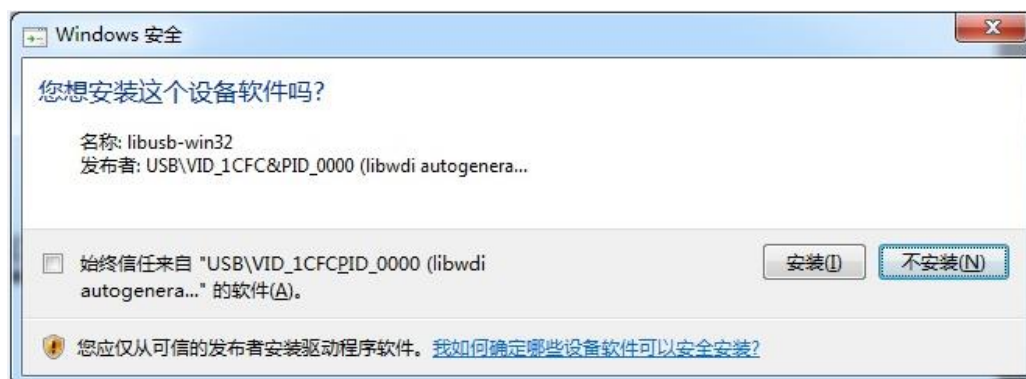 Windows 安全
您想安装这个设备软件吗?
名称: libusb-win32
发布者: USB\VID_1CFC&PID_0000 (libwdi autogenera...
始终信任来自 "USB\VID_1CFCPID_0000 (libwdi
autogenera..." 的软件(A)。
安装(I)
不安装(N)
您应仅从可信的发布者安装驱动程序软件。我如何确定哪些设备软件可以安全安装?